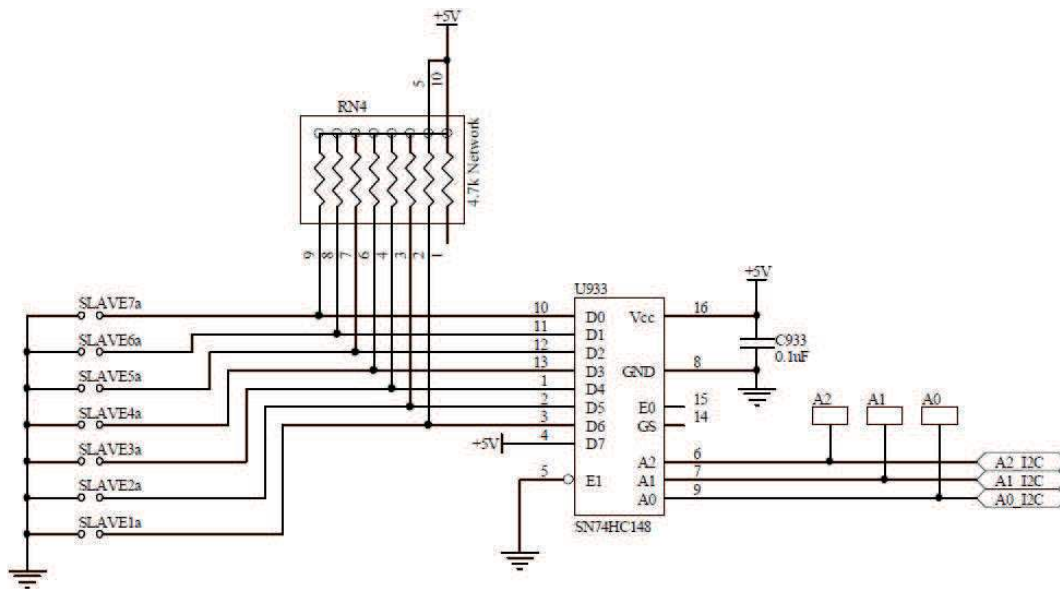 +5V
5
10
RN4
4.7k Network
9
8
7
6
4
3
2
1
SLAVE7a
SLAVE6a
SLAVE5a
SLAVE4a
SLAVE3a
SLAVE2a
SLAVE1a
U933
10 D0
11 D1
12 D2
13 D3
1 D4
2 D5
3 D6
+5V 4 D7
5 E1
Vcc 16
GND 8
E0 15
GS 14
A2 6
A1 7
A0 9
SN74HC148
+5V
C933
0.1uF
A2 A1 A0
A2_I2C
A1_I2C
A0_I2C